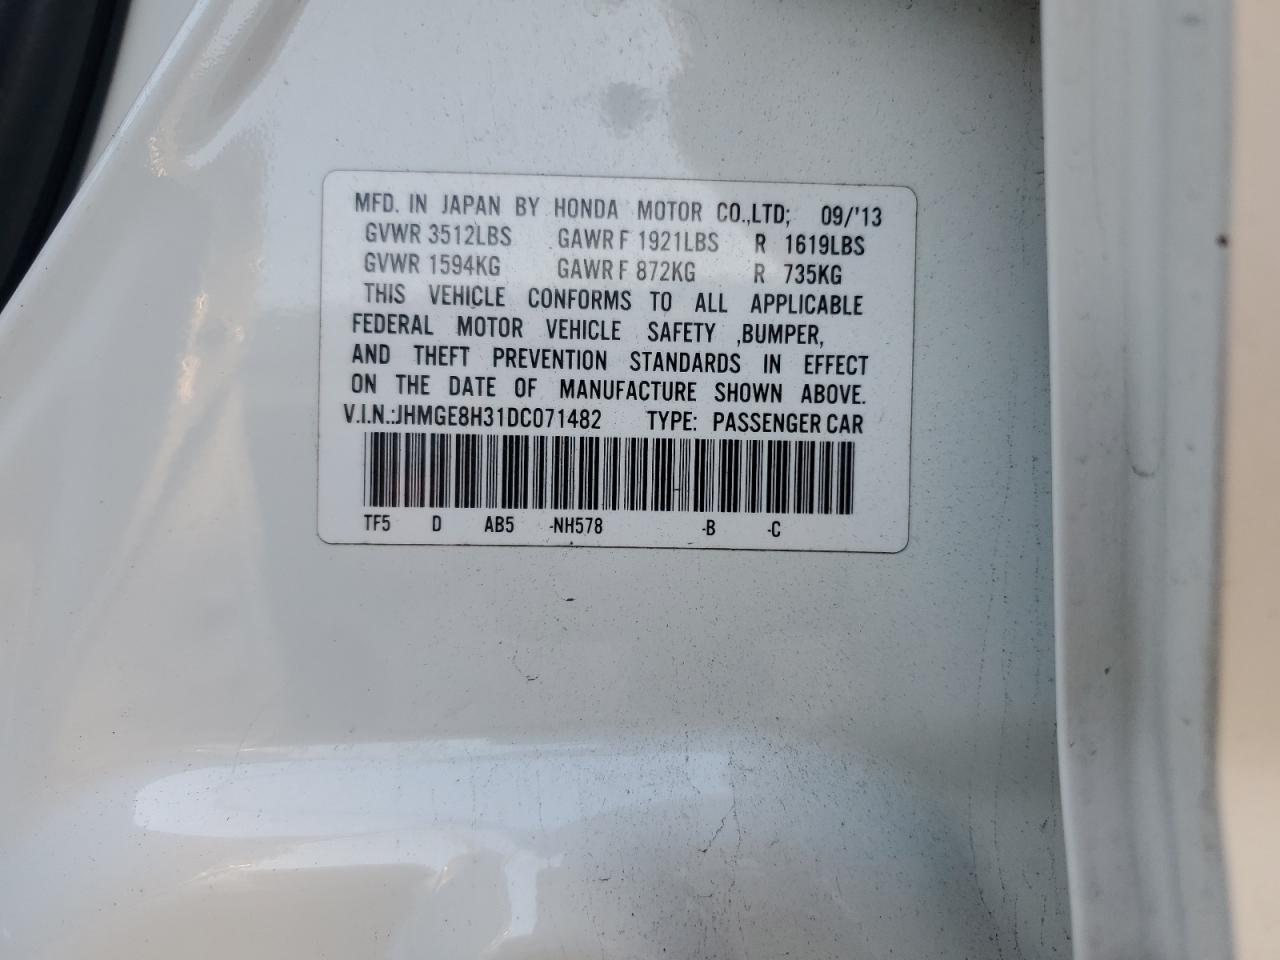 MFD. IN JAPAN BY HONDA MOTOR CO.,LTD; 09/'13
GVWR 3512LBS GAWR F 1921LBS R 1619LBS
GVWR 1594KG GAWR F 872KG R 735KG
THIS VEHICLE CONFORMS TO ALL APPLICABLE
FEDERAL MOTOR VEHICLE SAFETY ,BUMPER,
AND THEFT PREVENTION STANDARDS IN EFFECT
ON THE DATE OF MANUFACTURE SHOWN ABOVE.
V.I.N.:JHMGE8H31DC071482 TYPE: PASSENGER CAR
TF5 D AB5 -NH578 -B -C